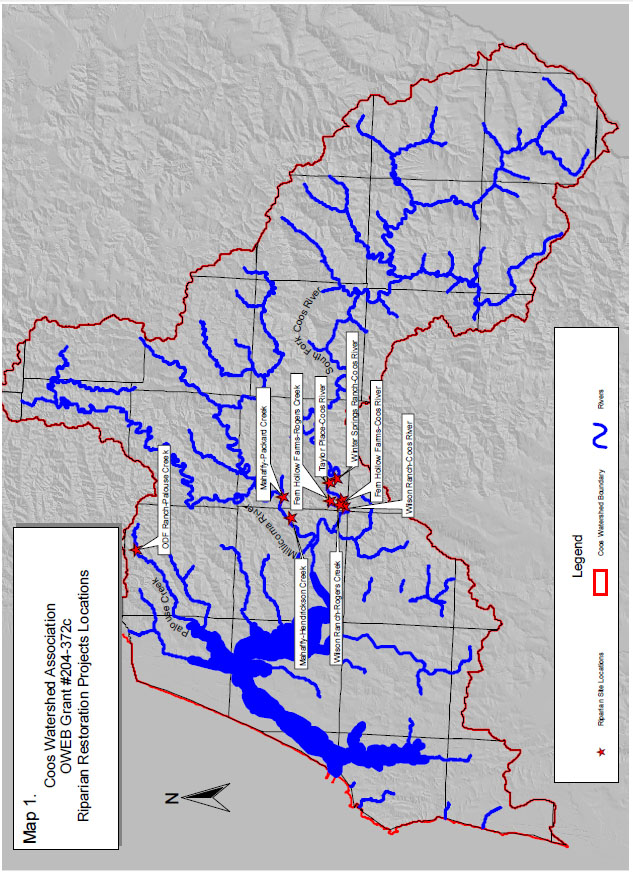 Map 1.
Coos Watershed Association
OWEB Grant #204-372c
Riparian Restoration Projects Locations
N
Palouse Creek
ODF Ranch-Palouse Creek
Millicoma River
South Fork Coos River
Mahaffy-Packard Creek
Fern Hollow Farms-Rogers Creek
Taylor Place-Coos River
Winter Springs Ranch-Coos River
Fern Hollow Farms-Coos River
Wilson Ranch-Coos River
Mahaffy-Hendrickson Creek
Wilson Ranch-Rogers Creek
Legend
Riparian Site Locations
Coos Watershed Boundary
Rivers